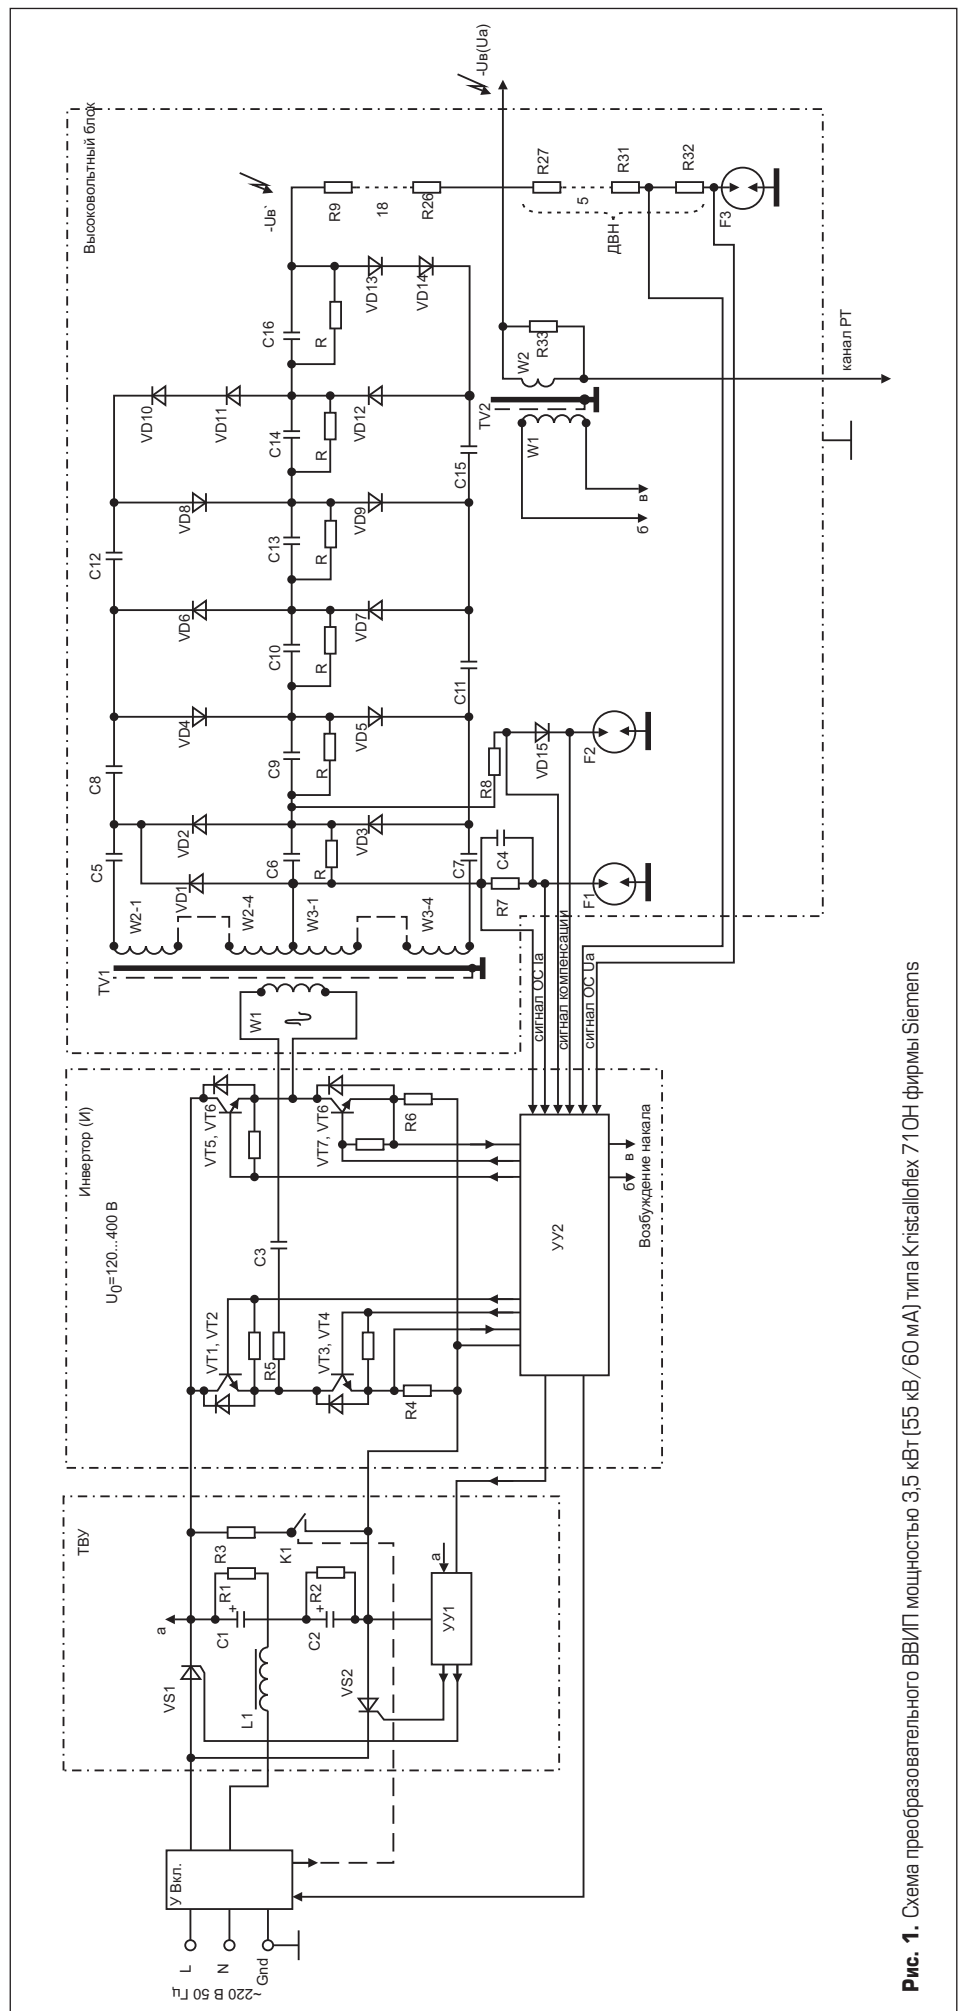 ~220 В 50 Гц
L
N
Gnd
У Вкл.
ТВУ
a
VS1
L1
C1
+
R1
R3
K1
C2
+
R2
VS2
a
УУ1
Инвертор (И)
U0=120...400 В
VT1, VT2
R5
VT3, VT4
R4
C3
VT5, VT6
VT7, VT6
R6
УУ2
б
в
Возбуждение накала
сигнал ОС Ia
сигнал компенсации
сигнал ОС Ua
Высоковольтный блок
TV1
W1
W2-1
W2-4
W3-1
W3-4
VD1
C5
VD2
C6
R
VD3
C7
R7
C4
F1
C8
VD4
C9
R
VD5
R8
VD15
F2
VD6
C10
R
VD7
C11
C12
VD8
C13
R
VD9
VD10
VD11
C14
R
VD12
C15
C16
R
VD13
VD14
-Uв`
R9
18
R26
R27
5
R31
R32
ДВН
F3
TV2
W1
W2
R33
б
в
-Uв(Ua)
канал РТ
Рис. 1. Схема преобразовательного ВВИП мощностью 3,5 кВт (55 кВ/60 мА) типа Kristalloflex 710H фирмы Siemens